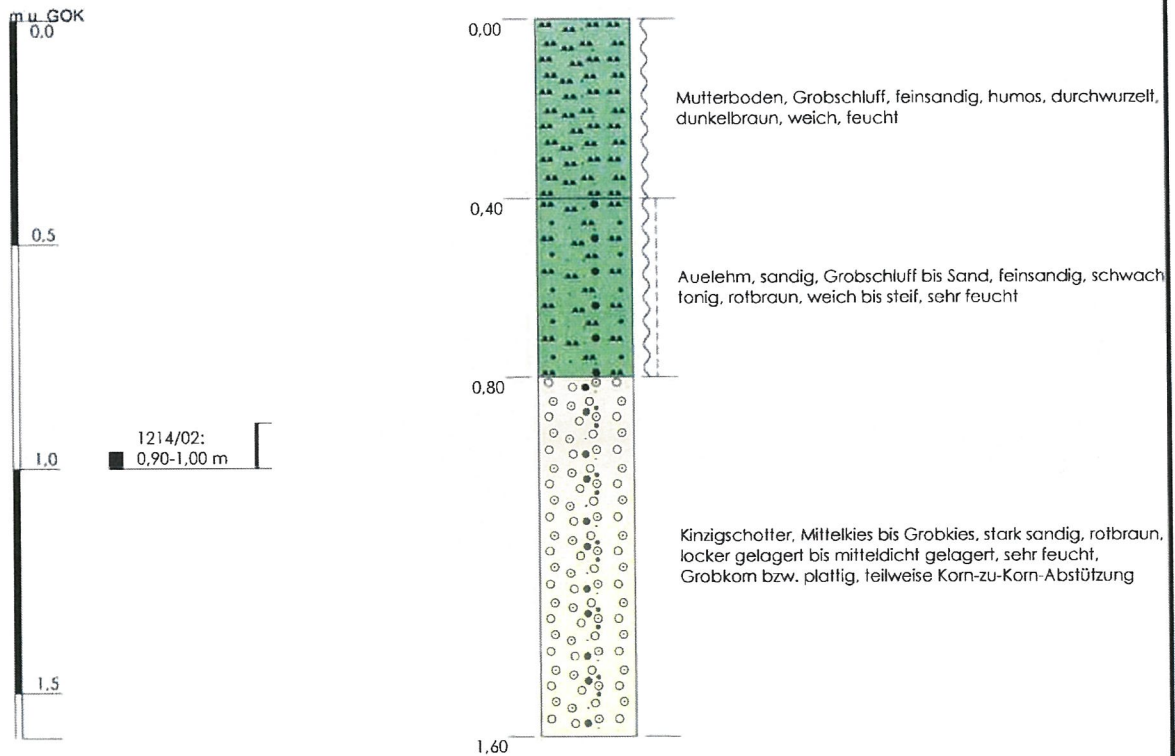 m u GOK
0,0
0,00
Mutterboden, Grobschluff, feinsandig, humos, durchwurzelt,
dunkelbraun, weich, feucht
0,40
0,5
Auelehm, sandig, Grobschluff bis Sand, feinsandig, schwach
tonig, rotbraun, weich bis steif, sehr feucht
0,80
1214/02:
0,90-1,00 m
1,0
Kinzigschotter, Mittelkies bis Grobkies, stark sandig, rotbraun,
locker gelagert bis mitteldicht gelagert, sehr feucht,
Grobkorn bzw. plattig, teilweise Korn-zu-Korn-Abstützung
1,5
1,60